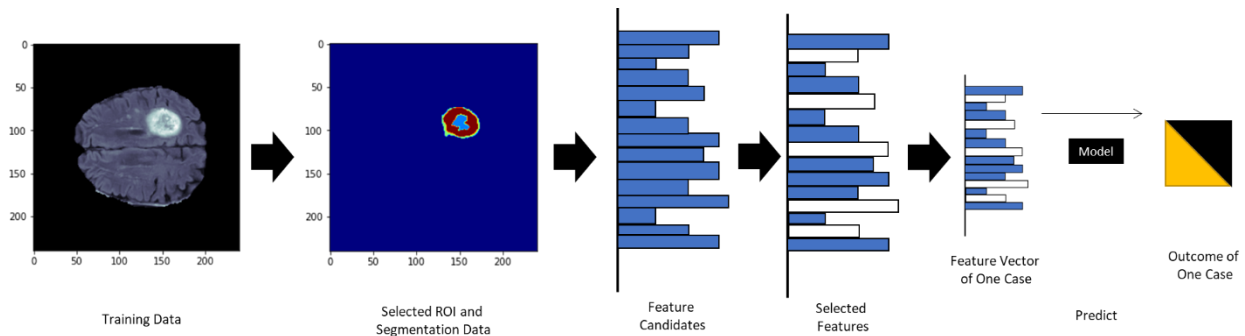 0
50
100
150
200
0
50
100
150
200
Training Data
0
50
100
150
200
0
50
100
150
200
Selected ROI and
Segmentation Data
Feature
Candidates
Selected
Features
Feature Vector
of One Case
Model
Predict
Outcome of
One Case